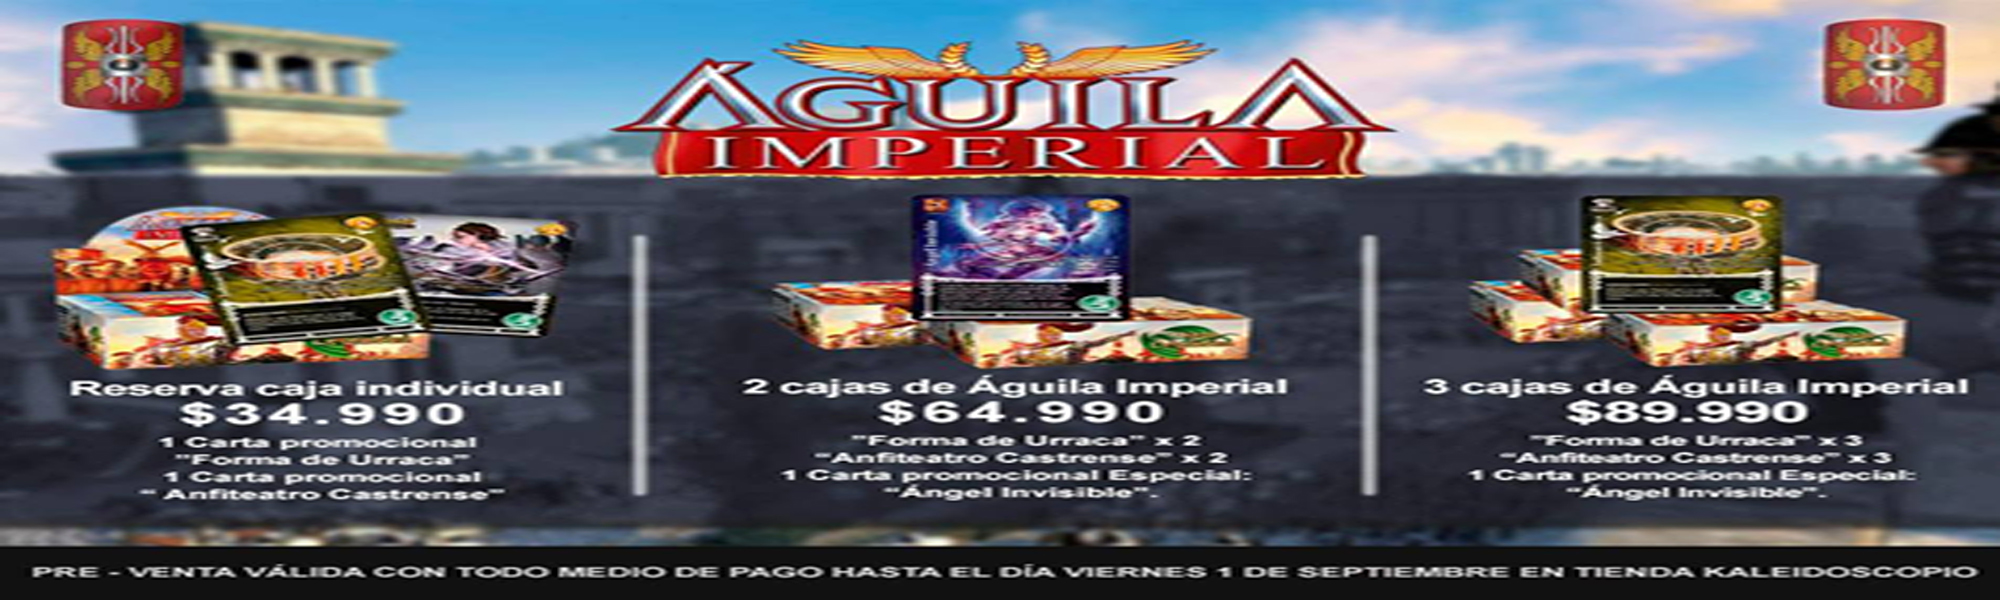 ÁGUILA
IMPERIAL
Reserva caja individual
$34.990
1 Carta promocional
"Forma de Urraca"
1 Carta promocional
" Anfiteatro Castrense"
2 cajas de Águila Imperial
$64.990
"Forma de Urraca" x 2
"Anfiteatro Castrense" x 2
1 Carta promocional Especial:
"Ángel Invisible".
3 cajas de Águila Imperial
$89.990
"Forma de Urraca" x 3
"Anfiteatro Castrense" x 3
1 Carta promocional Especial:
"Ángel Invisible".
PRE - VENTA VÁLIDA CON TODO MEDIO DE PAGO HASTA EL DÍA VIERNES 1 DE SEPTIEMBRE EN TIENDA KALEIDOSCOPIO